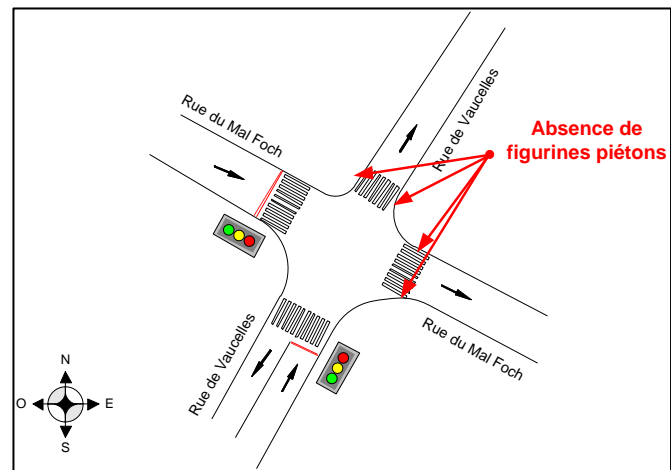 Rue du Mal Foch
Rue de Vaucelles
Absence de
figurines piétons
Rue de Vaucelles
Rue du Mal Foch
N
O
E
S